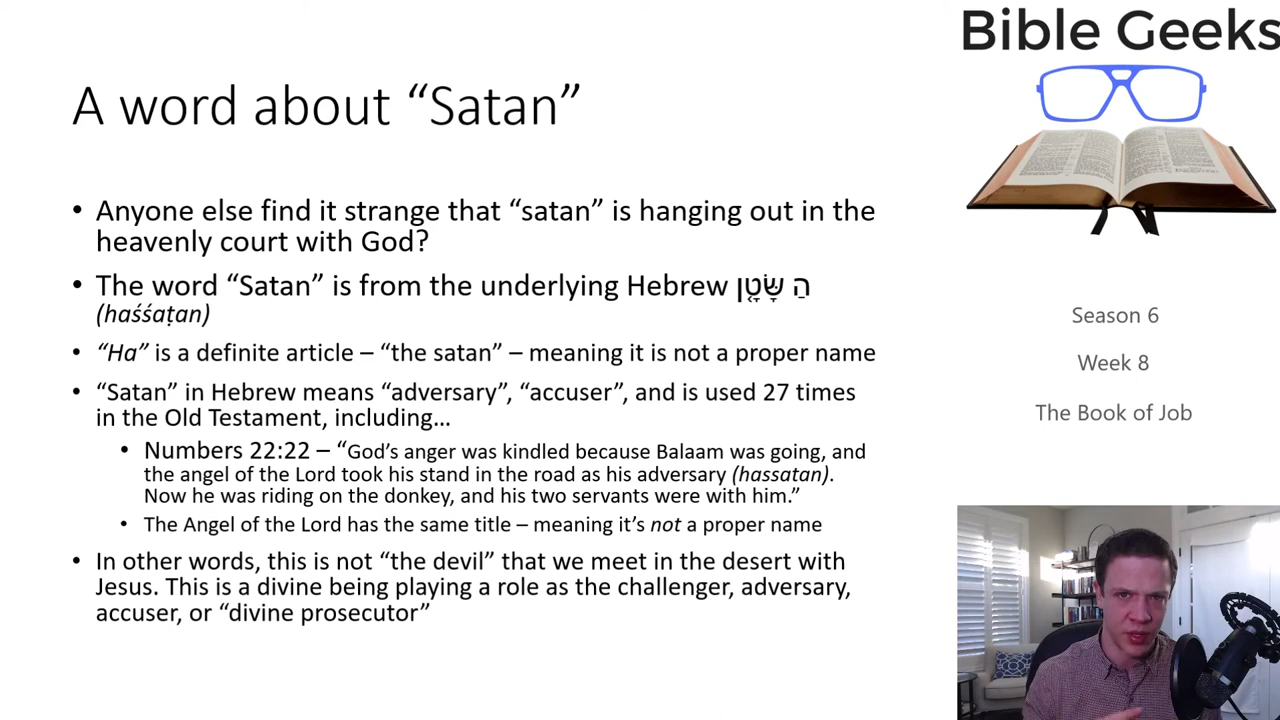 Bible Geeks
A word about “Satan”
• Anyone else find it strange that “satan” is hanging out in the
heavenly court with God?
• The word “Satan” is from the underlying Hebrew הַ שָּׂטָ֖ן
(haśśaṭan)
• “Ha” is a definite article – “the satan” – meaning it is not a proper name
• “Satan” in Hebrew means “adversary”, “accuser”, and is used 27 times
in the Old Testament, including…
• Numbers 22:22 – “God’s anger was kindled because Balaam was going, and
the angel of the Lord took his stand in the road as his adversary (hassatan).
Now he was riding on the donkey, and his two servants were with him.”
• The Angel of the Lord has the same title – meaning it’s not a proper name
• In other words, this is not “the devil” that we meet in the desert with
Jesus. This is a divine being playing a role as the challenger, adversary,
accuser, or “divine prosecutor”
Season 6
Week 8
The Book of Job